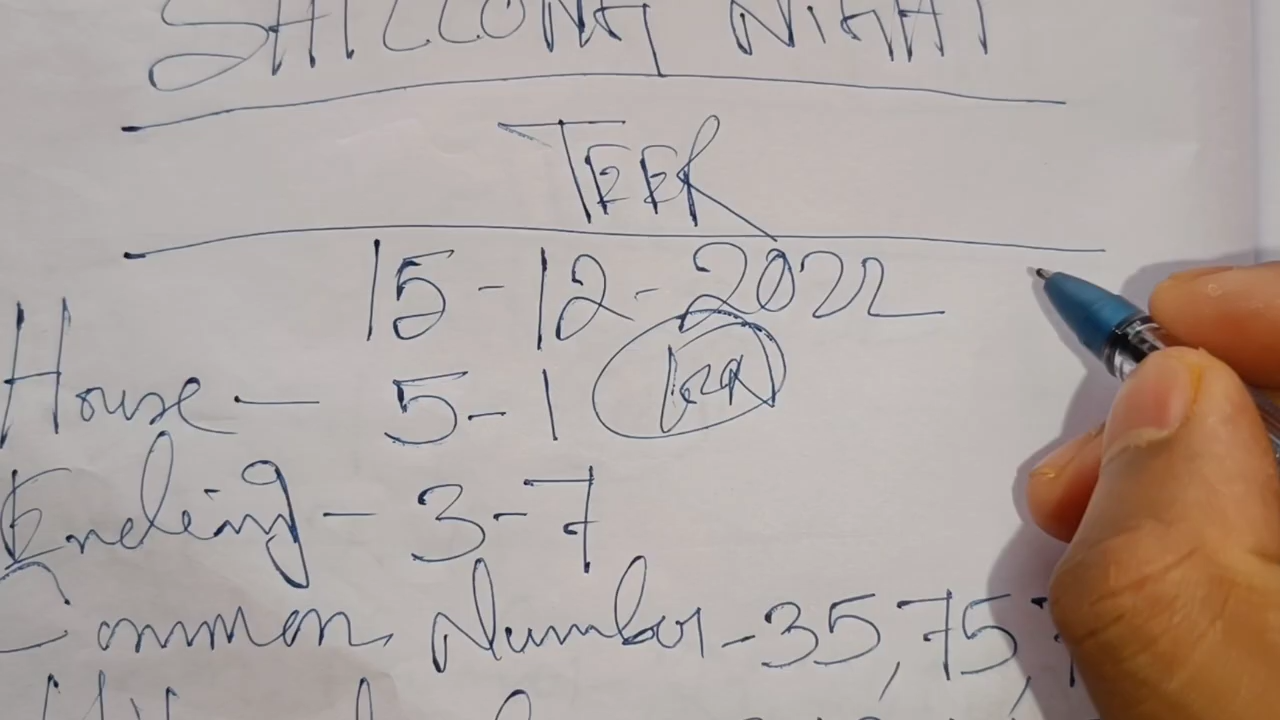 SHILLONG NIGHT
TEER
15-12-2022
House - 5-1
Ending - 3-7
Common Number - 35, 75,